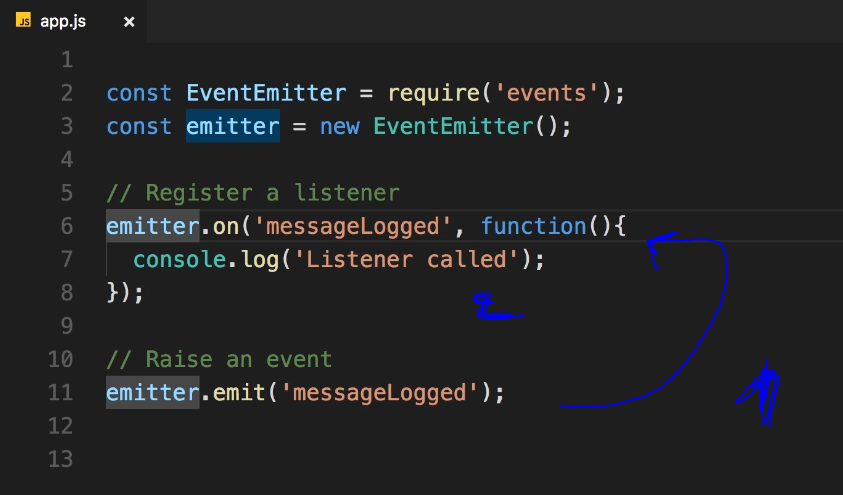 JS app.js ×
1
2 const EventEmitter = require('events');
3 const emitter = new EventEmitter();
4
5 // Register a listener
6 emitter.on('messageLogged', function(){
7 console.log('Listener called');
8 });
9
10 // Raise an event
11 emitter.emit('messageLogged');
12
13